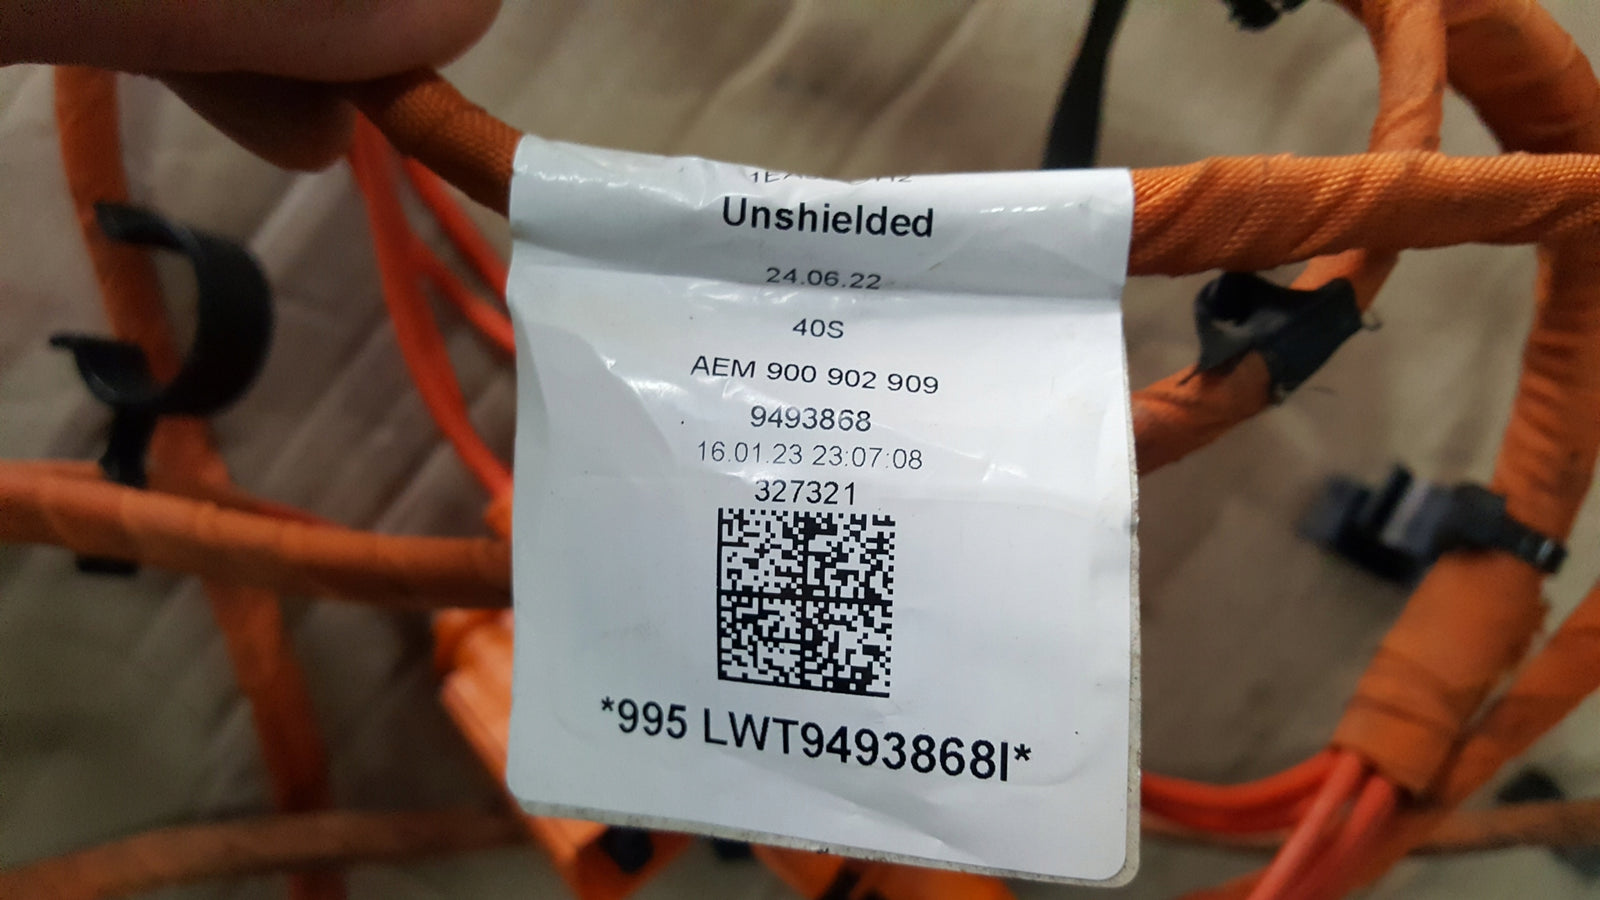 Unshielded
24.06.22
40S
AEM 900 902 909
9493868
16.01.23 23:07:08
327321
*995 LWT9493868I*